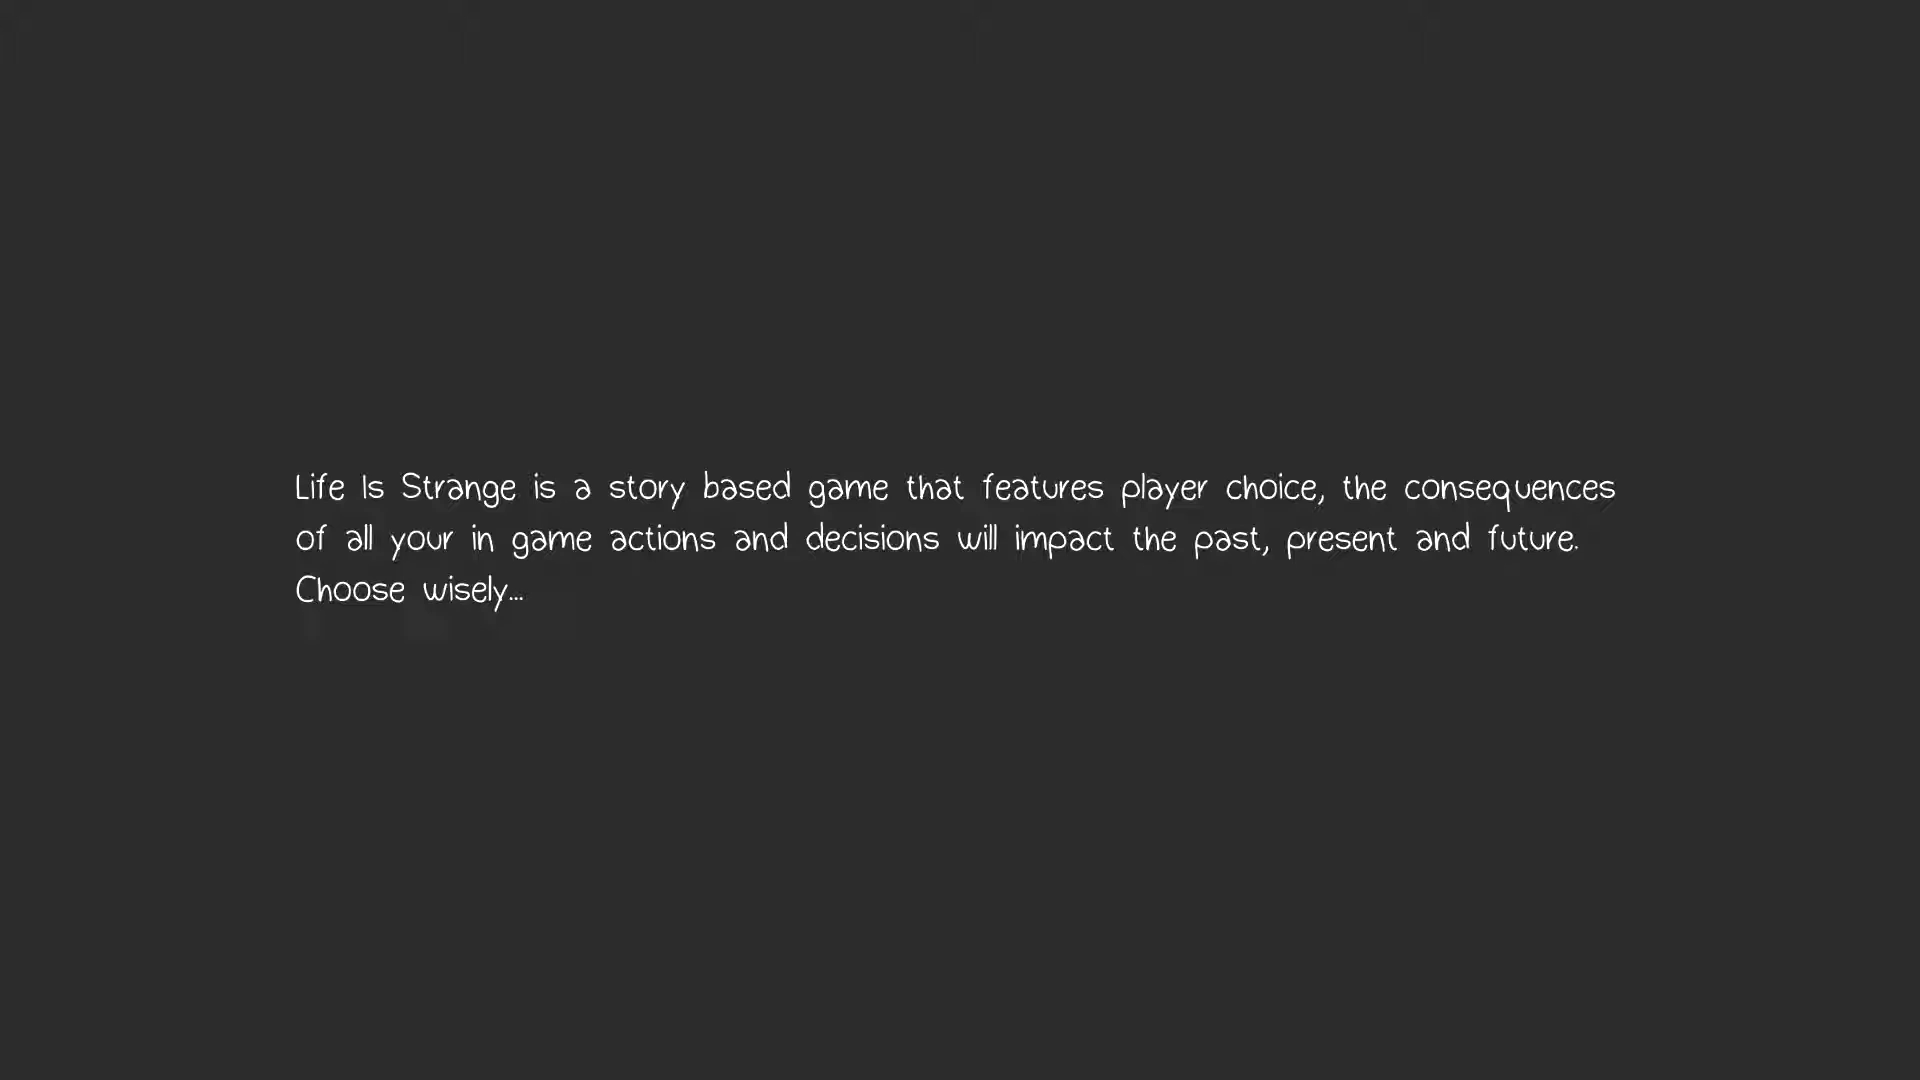 Life Is Strange is a story based game that features player choice, the consequences
of all your in game actions and decisions will impact the past, present and future.
Choose wisely...